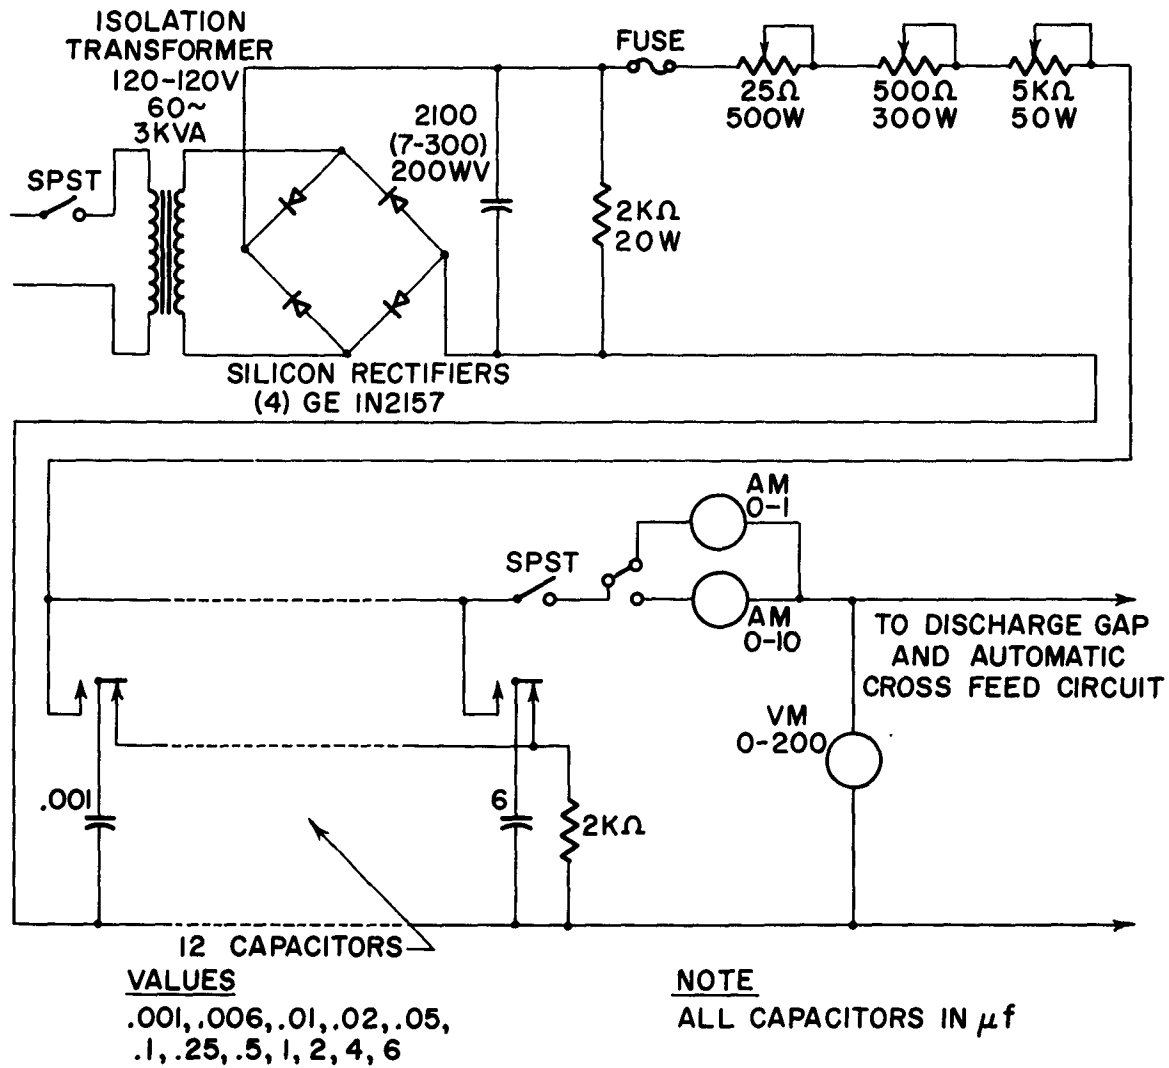 ISOLATION
TRANSFORMER
120-120V
60~
3KVA
SPST
2100
(7-300)
200WV
2KΩ
20W
FUSE
25Ω
500W
500Ω
300W
5KΩ
50W
SILICON RECTIFIERS
(4) GE IN2157
AM
0-1
SPST
AM
0-10
TO DISCHARGE GAP
AND AUTOMATIC
CROSS FEED CIRCUIT
VM
0-200
.001
6
2KΩ
12 CAPACITORS
VALUES
.001, .006, .01, .02, .05,
.1, .25, .5, 1, 2, 4, 6
NOTE
ALL CAPACITORS IN μf